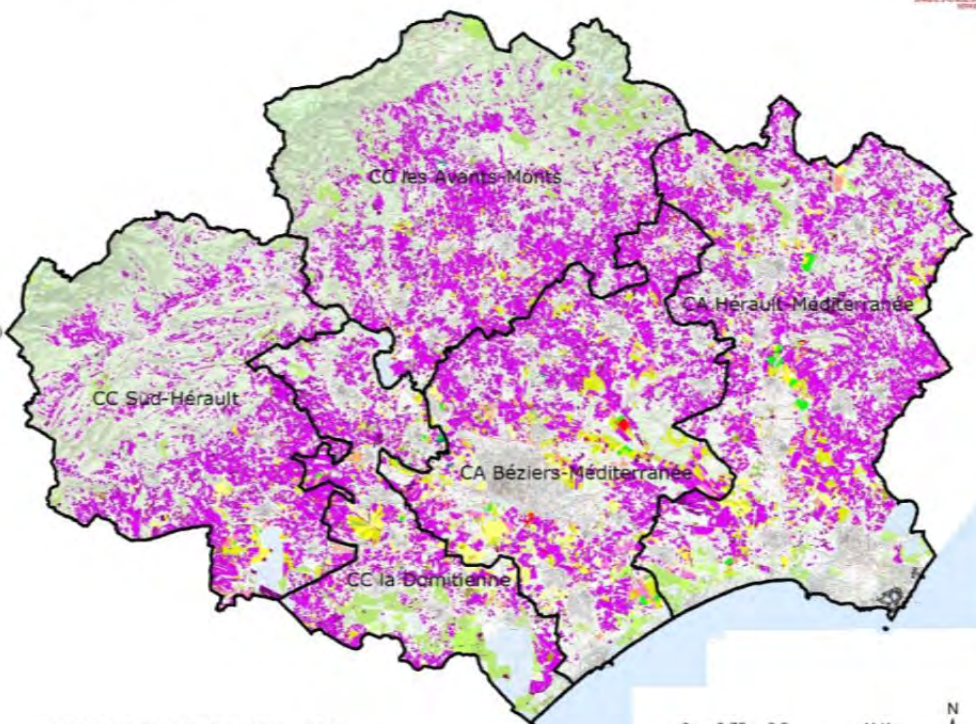 CC les Avants-Monts
CA Hérault-Méditerranée
CC Sud-Hérault
CA Béziers-Méditerranée
CC la Domitienne
N